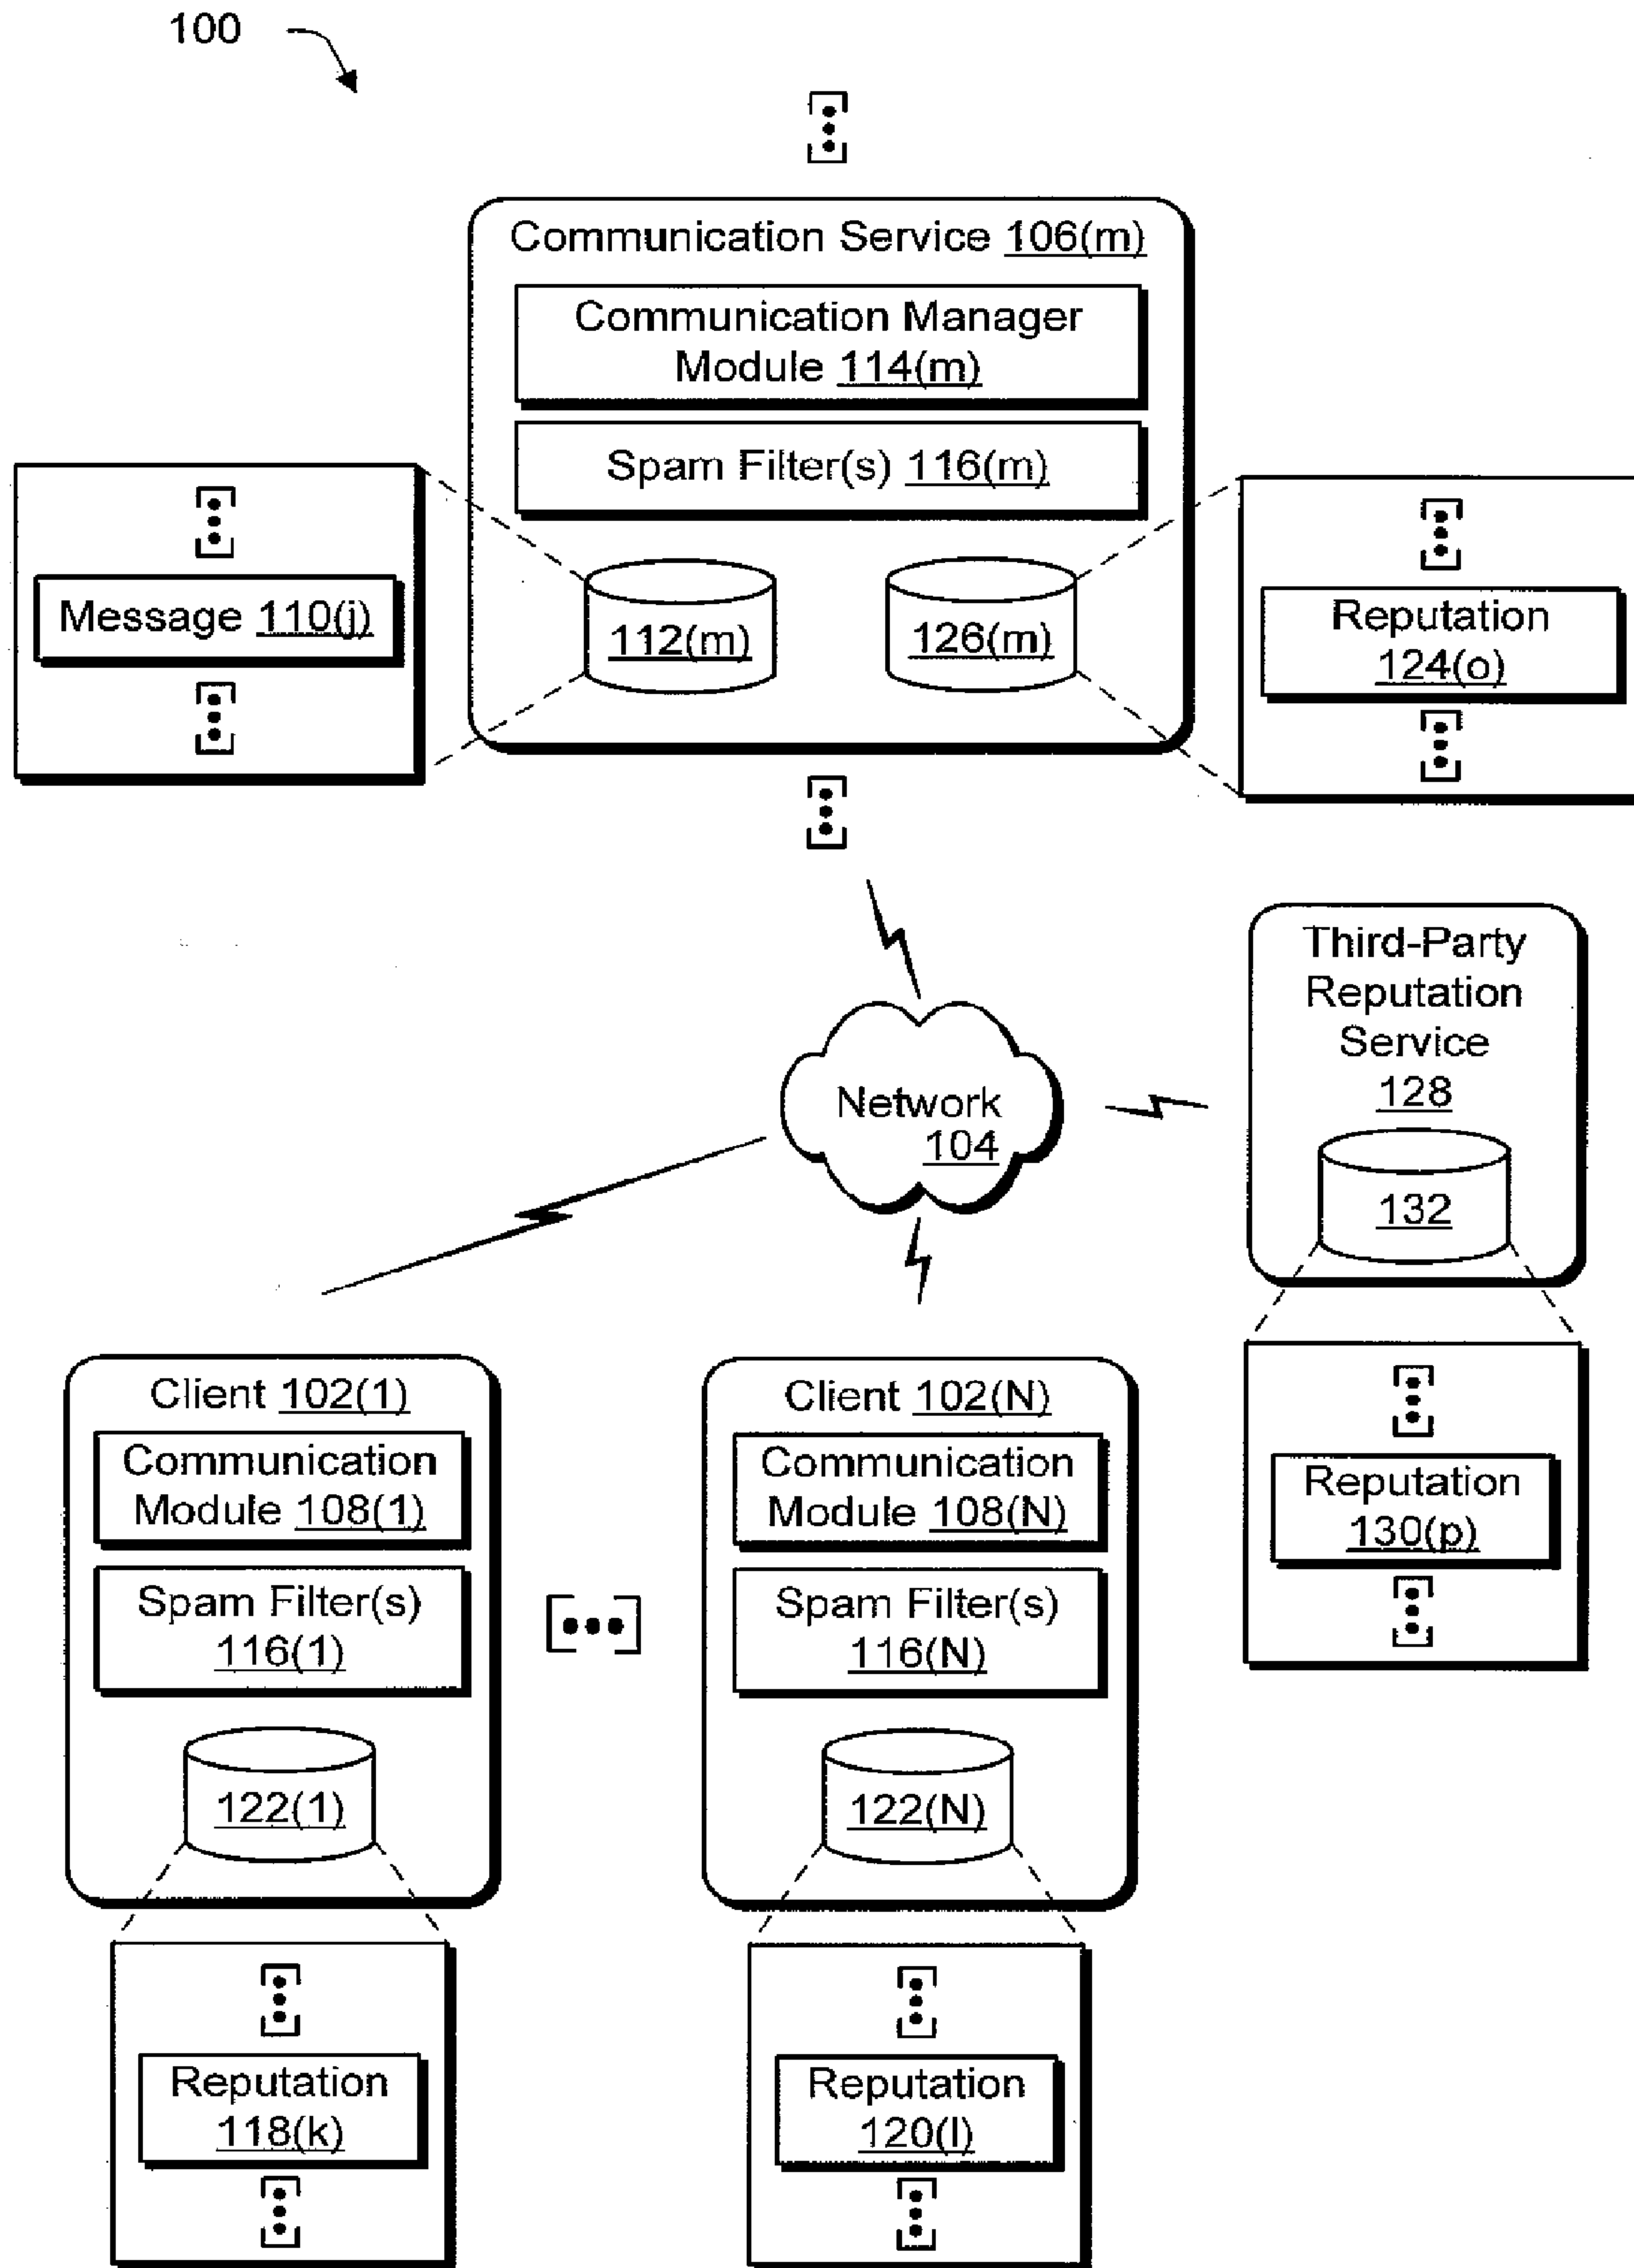 100
Communication Service 106(m)
Communication Manager
Module 114(m)
Spam Filter(s) 116(m)
Message 110(j)
112(m)
126(m)
Reputation
124(o)
Third-Party
Reputation
Service
128
132
Network
104
Client 102(1)
Communication
Module 108(1)
Spam Filter(s)
116(1)
122(1)
Client 102(N)
Communication
Module 108(N)
Spam Filter(s)
116(N)
122(N)
Reputation
130(p)
Reputation
118(k)
Reputation
120(l)